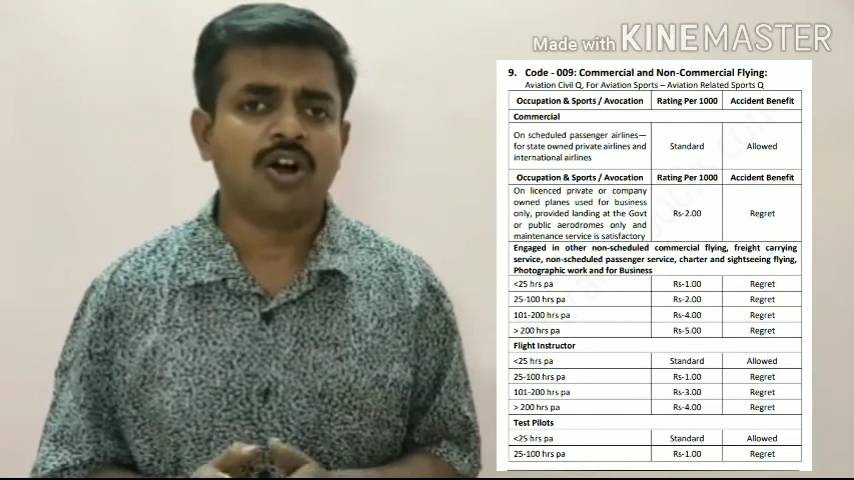 Made with KINEMASTER
9. Code - 009: Commercial and Non-Commercial Flying:
Aviation Civil Q, For Aviation Sports – Aviation Related Sports Q
Occupation & Sports / Avocation Rating Per 1000 Accident Benefit
Commercial
On scheduled passenger airlines—
for state owned private airlines and Standard Allowed
international airlines
Occupation & Sports / Avocation Rating Per 1000 Accident Benefit
On licenced private or company
owned planes used for business
only, provided landing at the Govt Rs-2.00 Regret
or public aerodromes only and
maintenance service is satisfactory
Engaged in other non-scheduled commercial flying, freight carrying
service, non-scheduled passenger service, charter and sightseeing flying,
Photographic work and for Business
<25 hrs pa Rs-1.00 Regret
25-100 hrs pa Rs-2.00 Regret
101-200 hrs pa Rs-4.00 Regret
> 200 hrs pa Rs-5.00 Regret
Flight Instructor
<25 hrs pa Standard Allowed
25-100 hrs pa Rs-1.00 Regret
101-200 hrs pa Rs-3.00 Regret
> 200 hrs pa Rs-4.00 Regret
Test Pilots
<25 hrs pa Standard Allowed
25-100 hrs pa Rs-1.00 Regret